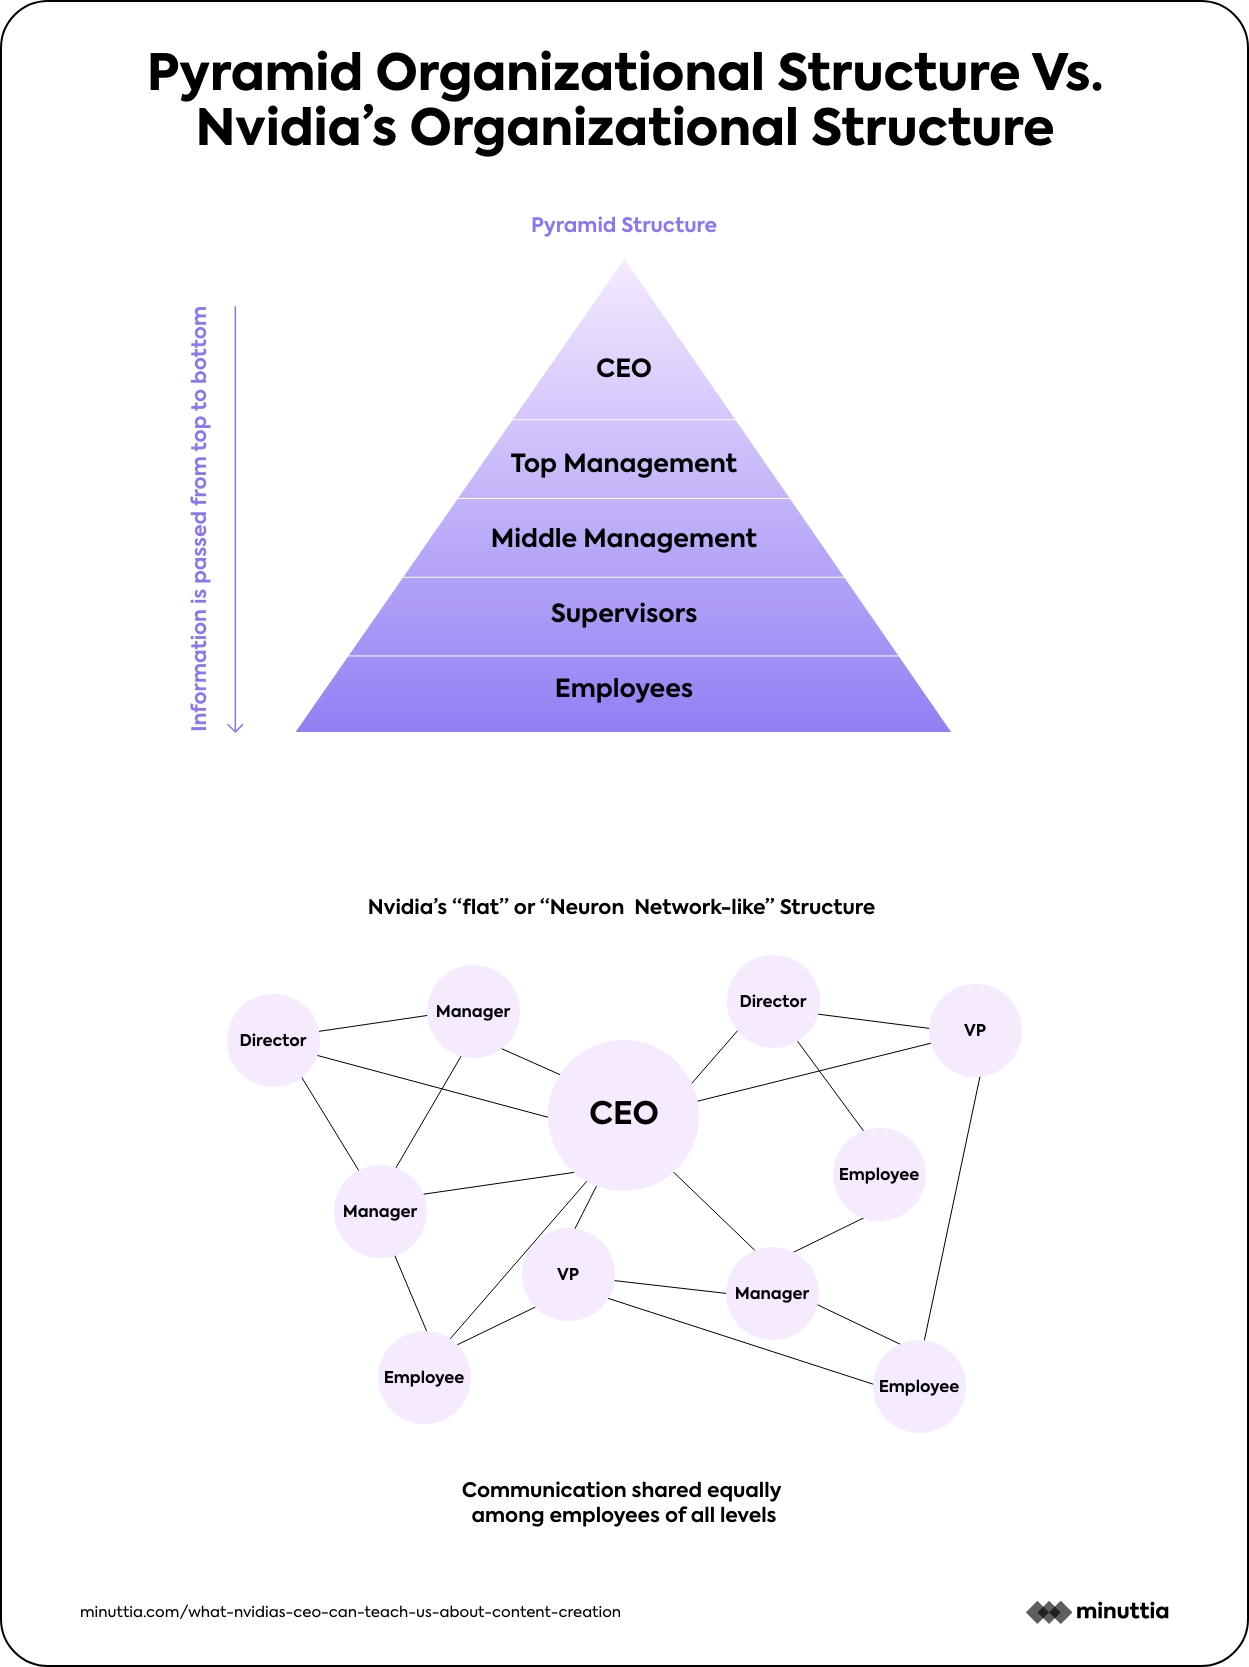 Pyramid Organizational Structure Vs.
Nvidia’s Organizational Structure
Pyramid Structure
Information is passed from top to bottom
CEO
Top Management
Middle Management
Supervisors
Employees
Nvidia’s “flat” or “Neuron Network-like” Structure
Director
Manager
Director
VP
CEO
Manager
Employee
VP
Manager
Employee
Employee
Communication shared equally
among employees of all levels
minuttia.com/what-nvidias-ceo-can-teach-us-about-content-creation
minuttia